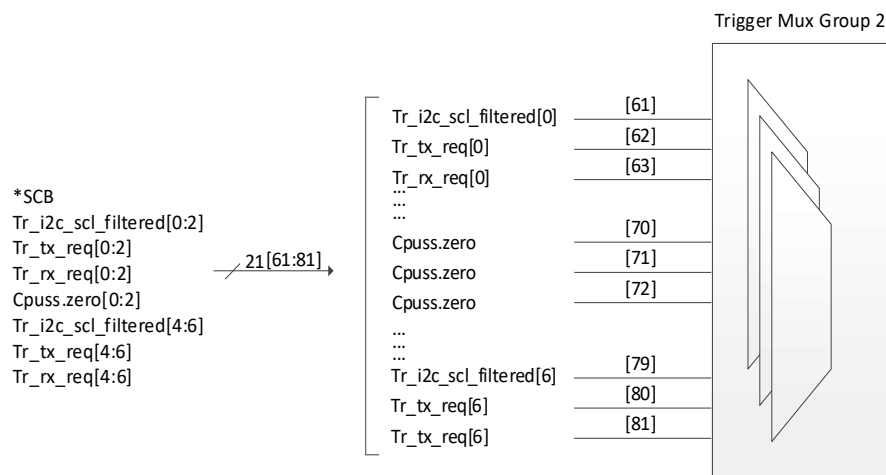 Trigger Mux Group 2
*SCB
Tr_i2c_scl_filtered[0:2]
Tr_tx_req[0:2]
Tr_rx_req[0:2]
Cpuss.zero[0:2]
Tr_i2c_scl_filtered[4:6]
Tr_tx_req[4:6]
Tr_rx_req[4:6]
21[61:81]
Tr_i2c_scl_filtered[0] [61]
Tr_tx_req[0] [62]
Tr_rx_req[0] [63]
...
...
...
Cpuss.zero [70]
Cpuss.zero [71]
Cpuss.zero [72]
...
...
...
Tr_i2c_scl_filtered[6] [79]
Tr_tx_req[6] [80]
Tr_tx_req[6] [81]